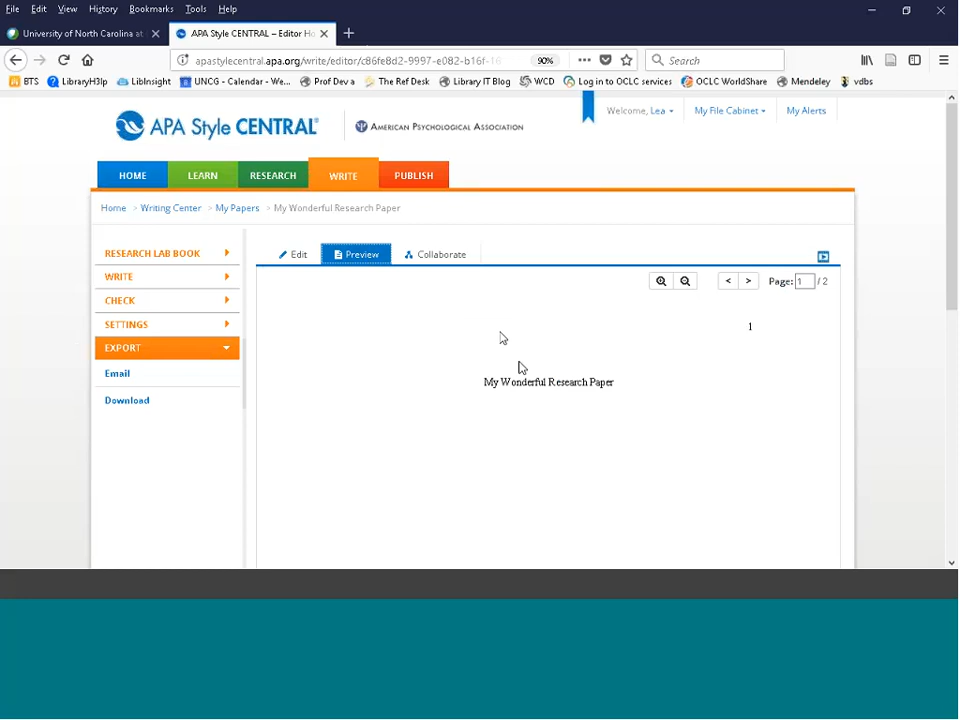 File Edit View History Bookmarks Tools Help
University of North Carolina at
APA Style CENTRAL – Editor Ho
apastylecentral.apa.org/write/editor/c86fe8d2-9997-e082-b16f-16
90%
Search
BTS LibraryH3lp LibInsight UNCG - Calendar - We... Prof Dev a The Ref Desk Library IT Blog WCD Log in to OCLC services OCLC WorldShare Mendeley vdbs
APA Style CENTRAL®
AMERICAN PSYCHOLOGICAL ASSOCIATION
Welcome, Lea My File Cabinet My Alerts
HOME LEARN RESEARCH WRITE PUBLISH
Home > Writing Center > My Papers > My Wonderful Research Paper
RESEARCH LAB BOOK
WRITE
CHECK
SETTINGS
EXPORT
Email
Download
Edit Preview Collaborate
< > Page: 1 / 2
1
My Wonderful Research Paper